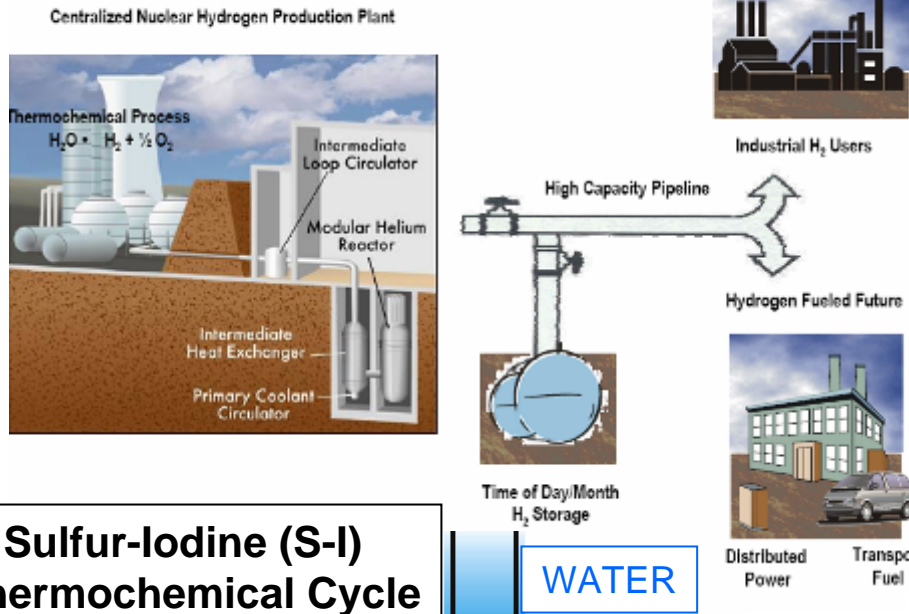 Centralized Nuclear Hydrogen Production Plant
Thermochemical Process
H₂O • H₂ + ½ O₂
Intermediate
Loop Circulator
Modular Helium
Reactor
Intermediate
Heat Exchanger
Primary Coolant
Circulator
High Capacity Pipeline
Time of Day/Month
H₂ Storage
Industrial H₂ Users
Hydrogen Fueled Future
Distributed
Power
Transpo
Fuel
Sulfur-Iodine (S-I)
hermochemical Cycle
WATER